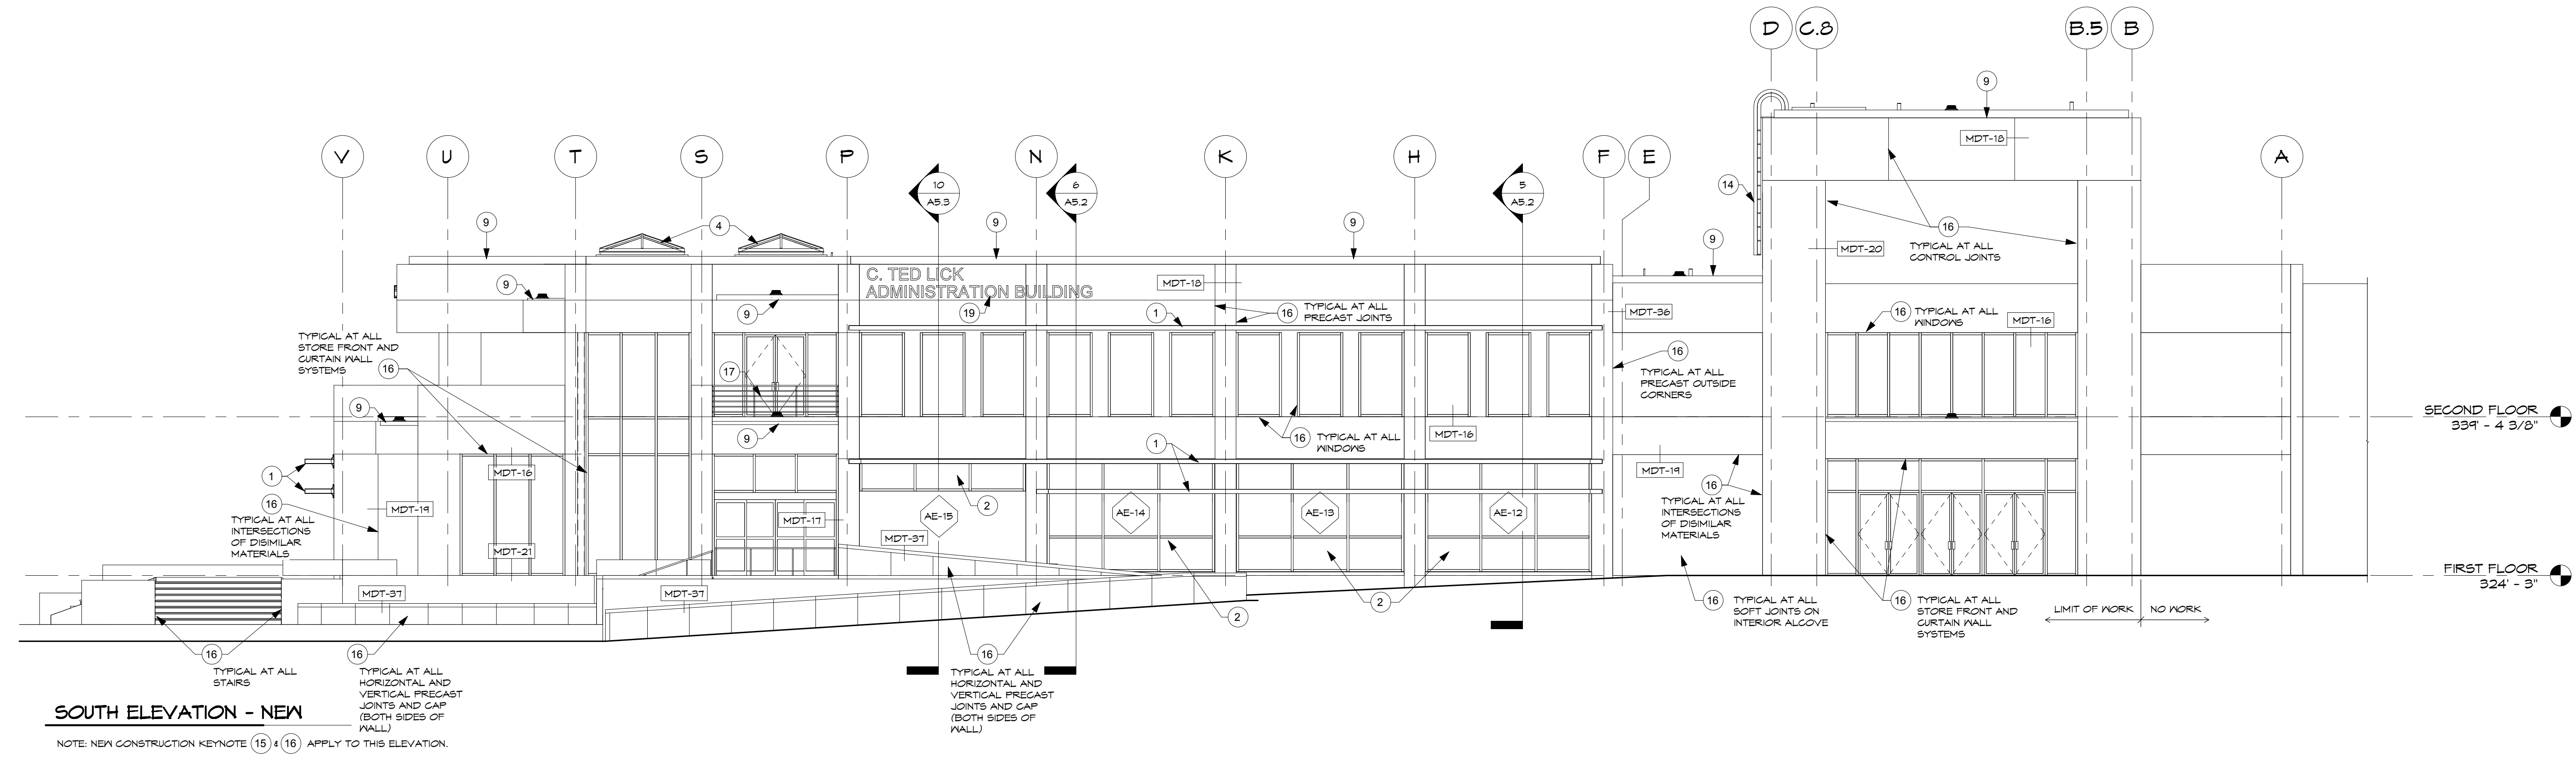 D
C.8
B.5
B
9
MDT-18
V
U
T
S
P
N
K
H
F
E
A
10
A5.3
6
A5.2
5
A5.2
14
9
4
9
9
9
16
TYPICAL AT ALL
CONTROL JOINTS
MDT-20
C. TED LICK
ADMINISTRATION BUILDING
MDT-18
9
9
19
1
16
TYPICAL AT ALL
PRECAST JOINTS
MDT-36
16
TYPICAL AT ALL
WINDOWS
MDT-16
TYPICAL AT ALL
STORE FRONT AND
CURTAIN WALL
SYSTEMS
16
17
16
TYPICAL AT ALL
PRECAST OUTSIDE
CORNERS
9
9
1
16
TYPICAL AT ALL
WINDOWS
MDT-16
SECOND FLOOR
339' - 4 3/8"
1
MDT-16
MDT-19
2
MDT-19
16
TYPICAL AT ALL
INTERSECTIONS
OF DISIMILAR
MATERIALS
MDT-17
AE-15
AE-14
AE-13
AE-12
16
TYPICAL AT ALL
INTERSECTIONS
OF DISIMILAR
MATERIALS
MDT-21
MDT-37
FIRST FLOOR
324' - 3"
MDT-37
MDT-37
2
2
16
TYPICAL AT ALL
SOFT JOINTS ON
INTERIOR ALCOVE
16
TYPICAL AT ALL
STORE FRONT AND
CURTAIN WALL
SYSTEMS
LIMIT OF WORK
NO WORK
16
TYPICAL AT ALL
STAIRS
16
TYPICAL AT ALL
HORIZONTAL AND
VERTICAL PRECAST
JOINTS AND CAP
(BOTH SIDES OF
WALL)
16
TYPICAL AT ALL
HORIZONTAL AND
VERTICAL PRECAST
JOINTS AND CAP
(BOTH SIDES OF
WALL)
SOUTH ELEVATION - NEW
NOTE: NEW CONSTRUCTION KEYNOTE 15 & 16 APPLY TO THIS ELEVATION.